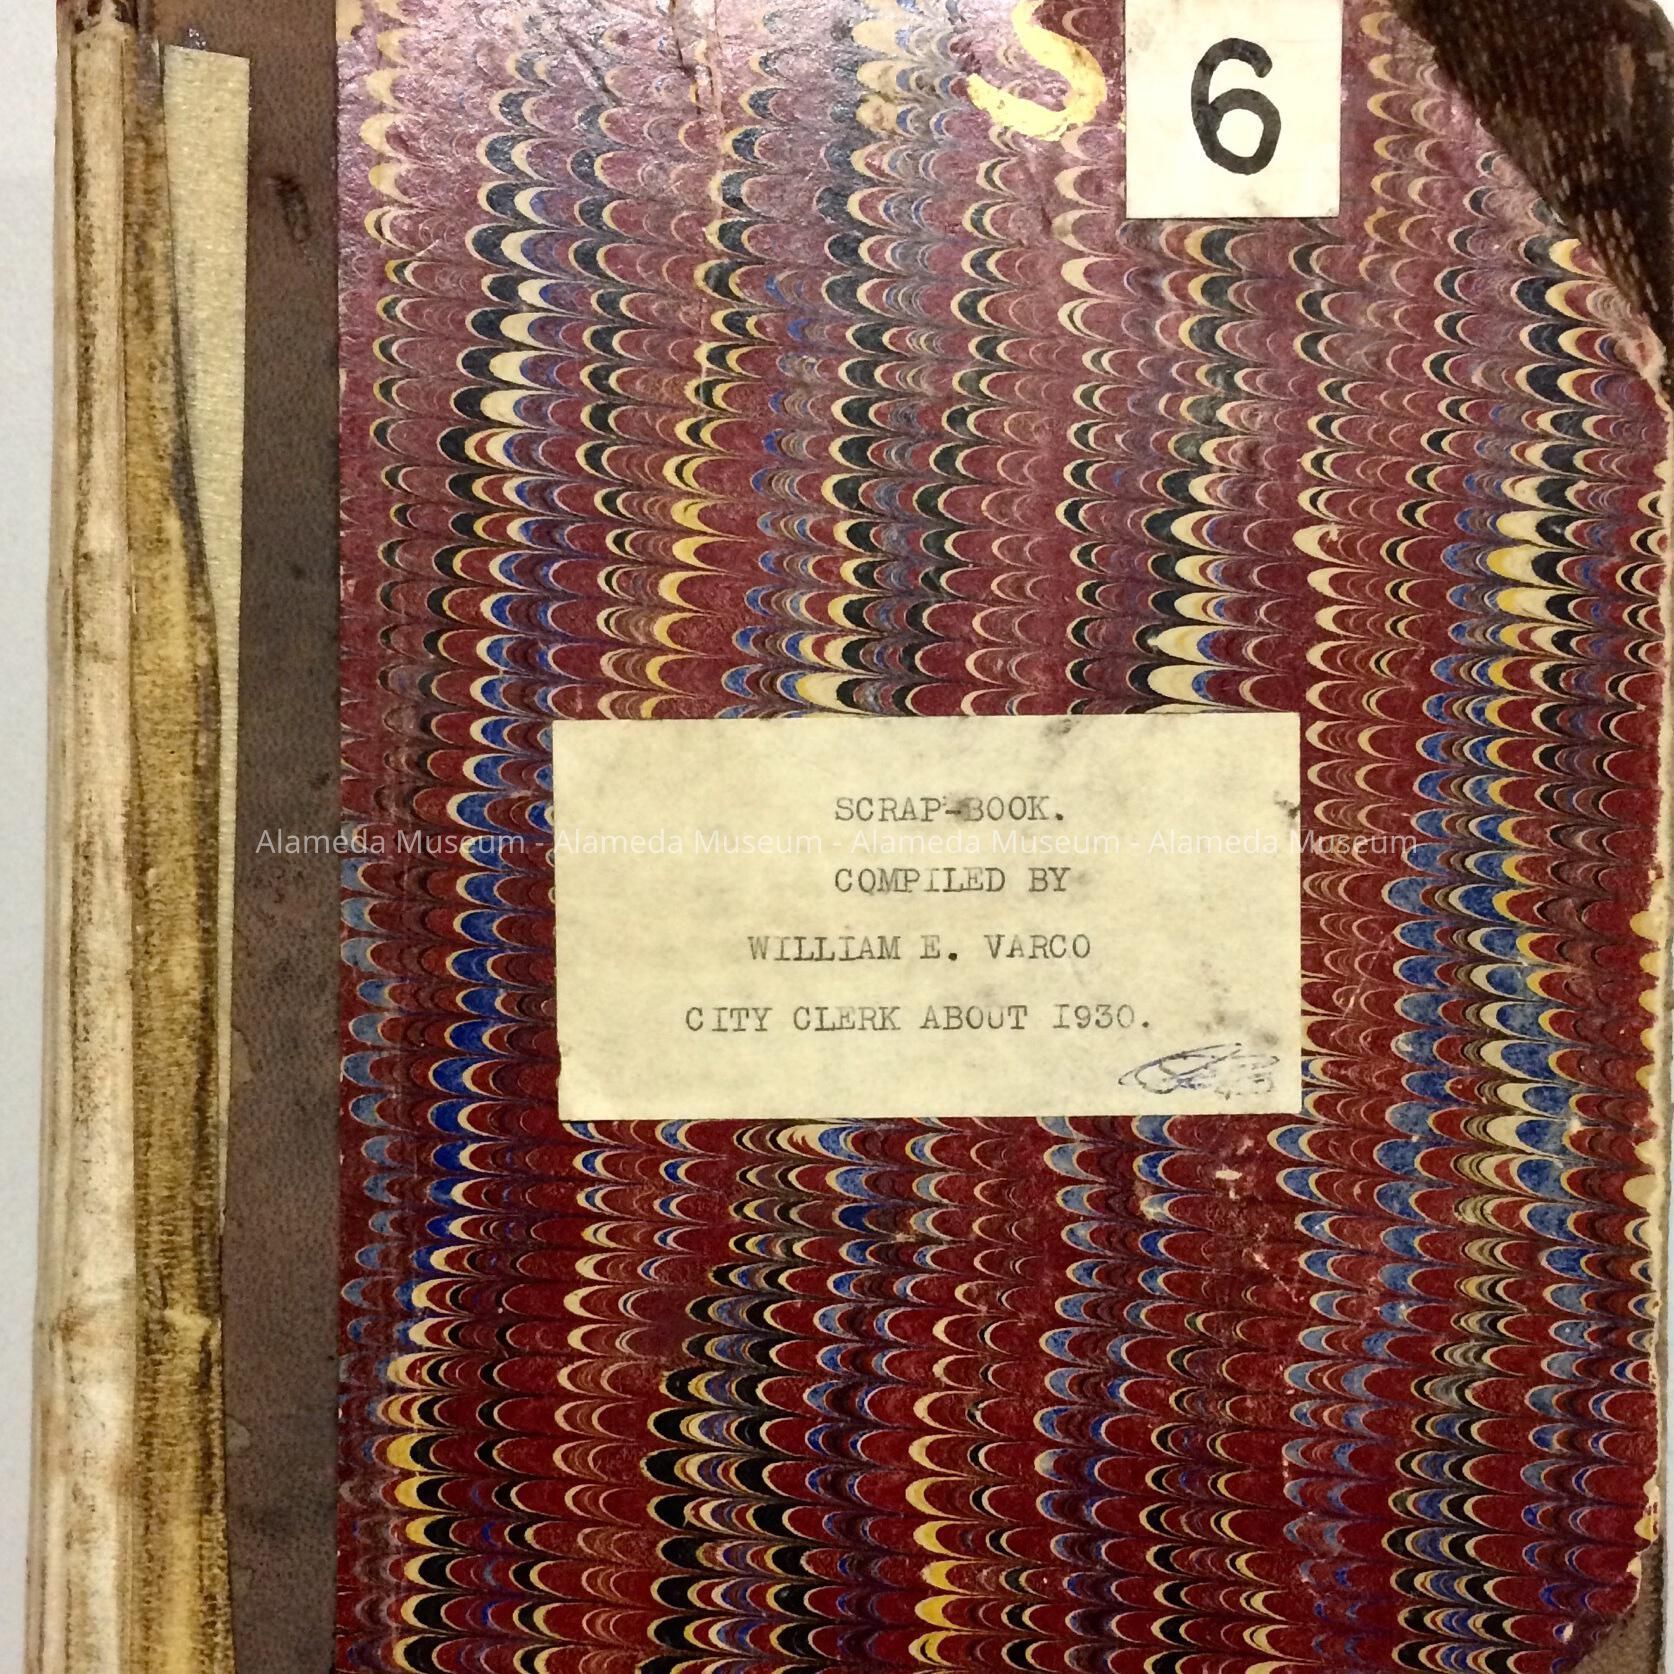 S
6
SCRAP-BOOK.
Alameda Museum - Alameda Museum - Alameda Museum - Alameda Museum
COMPILED BY
WILLIAM E. VARCO
CITY CLERK ABOUT 1930.